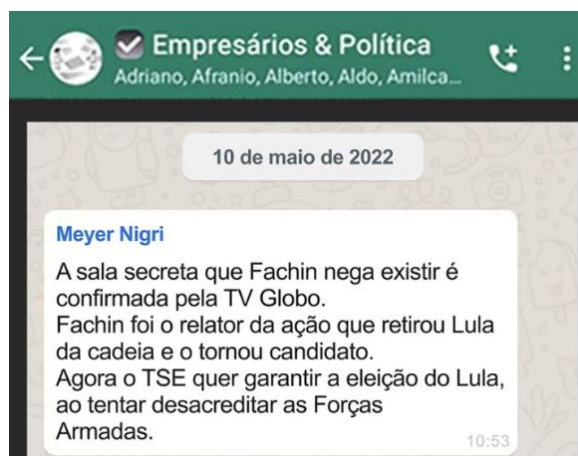 Empresários & Política
Adriano, Afranio, Alberto, Aldo, Amilca...
10 de maio de 2022
Meyer Nigri
A sala secreta que Fachin nega existir é
confirmada pela TV Globo.
Fachin foi o relator da ação que retirou Lula
da cadeia e o tornou candidato.
Agora o TSE quer garantir a eleição do Lula,
ao tentar desacreditar as Forças
Armadas.
10:53